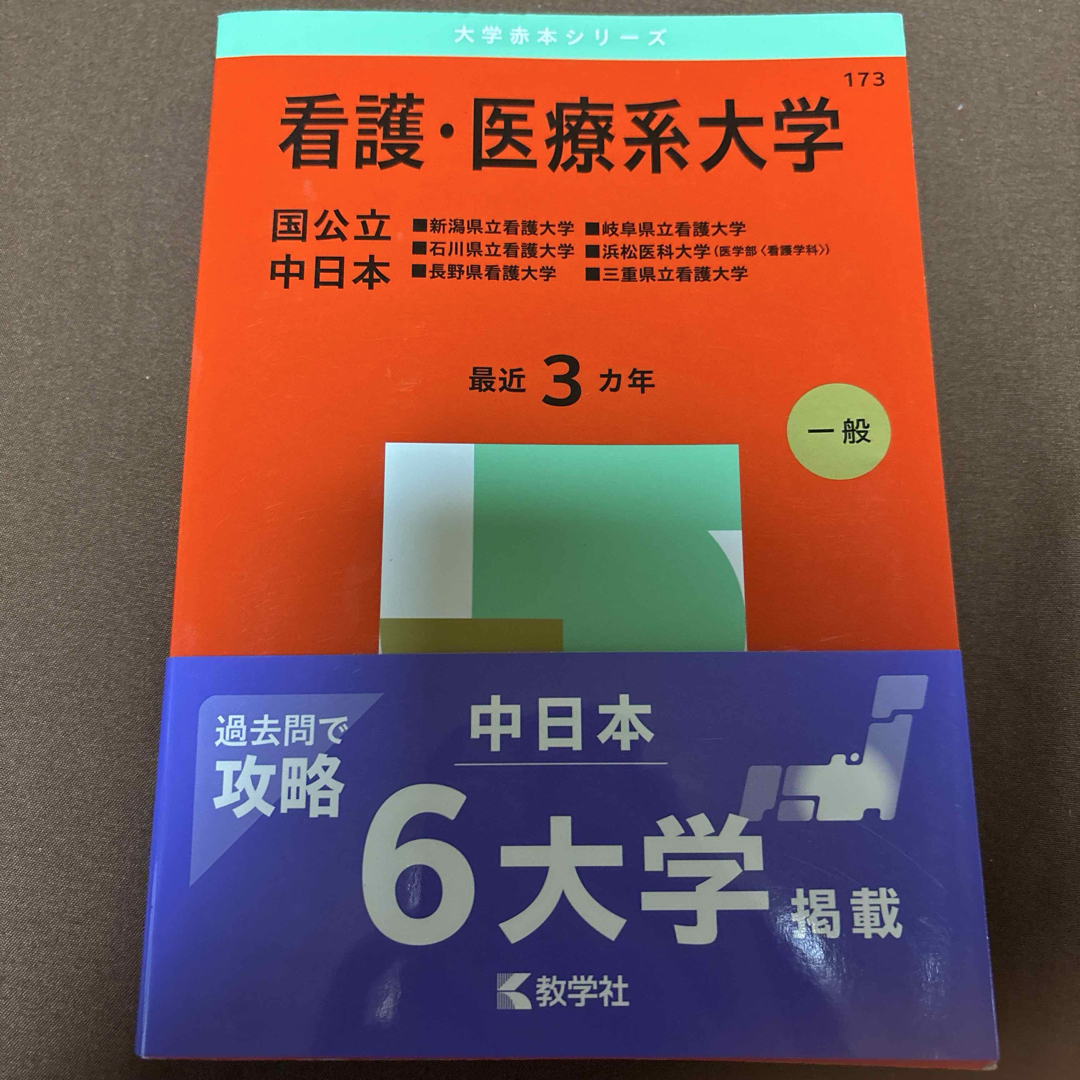 大学赤本シリーズ
173
看護・医療系大学
国公立
中日本
■新潟県立看護大学 ■岐阜県立看護大学
■石川県立看護大学 ■浜松医科大学(医学部〈看護学科〉)
■長野県看護大学 ■三重県立看護大学
最近 3 カ年
一般
過去問で
攻略
中日本
6大学 掲載
教学社